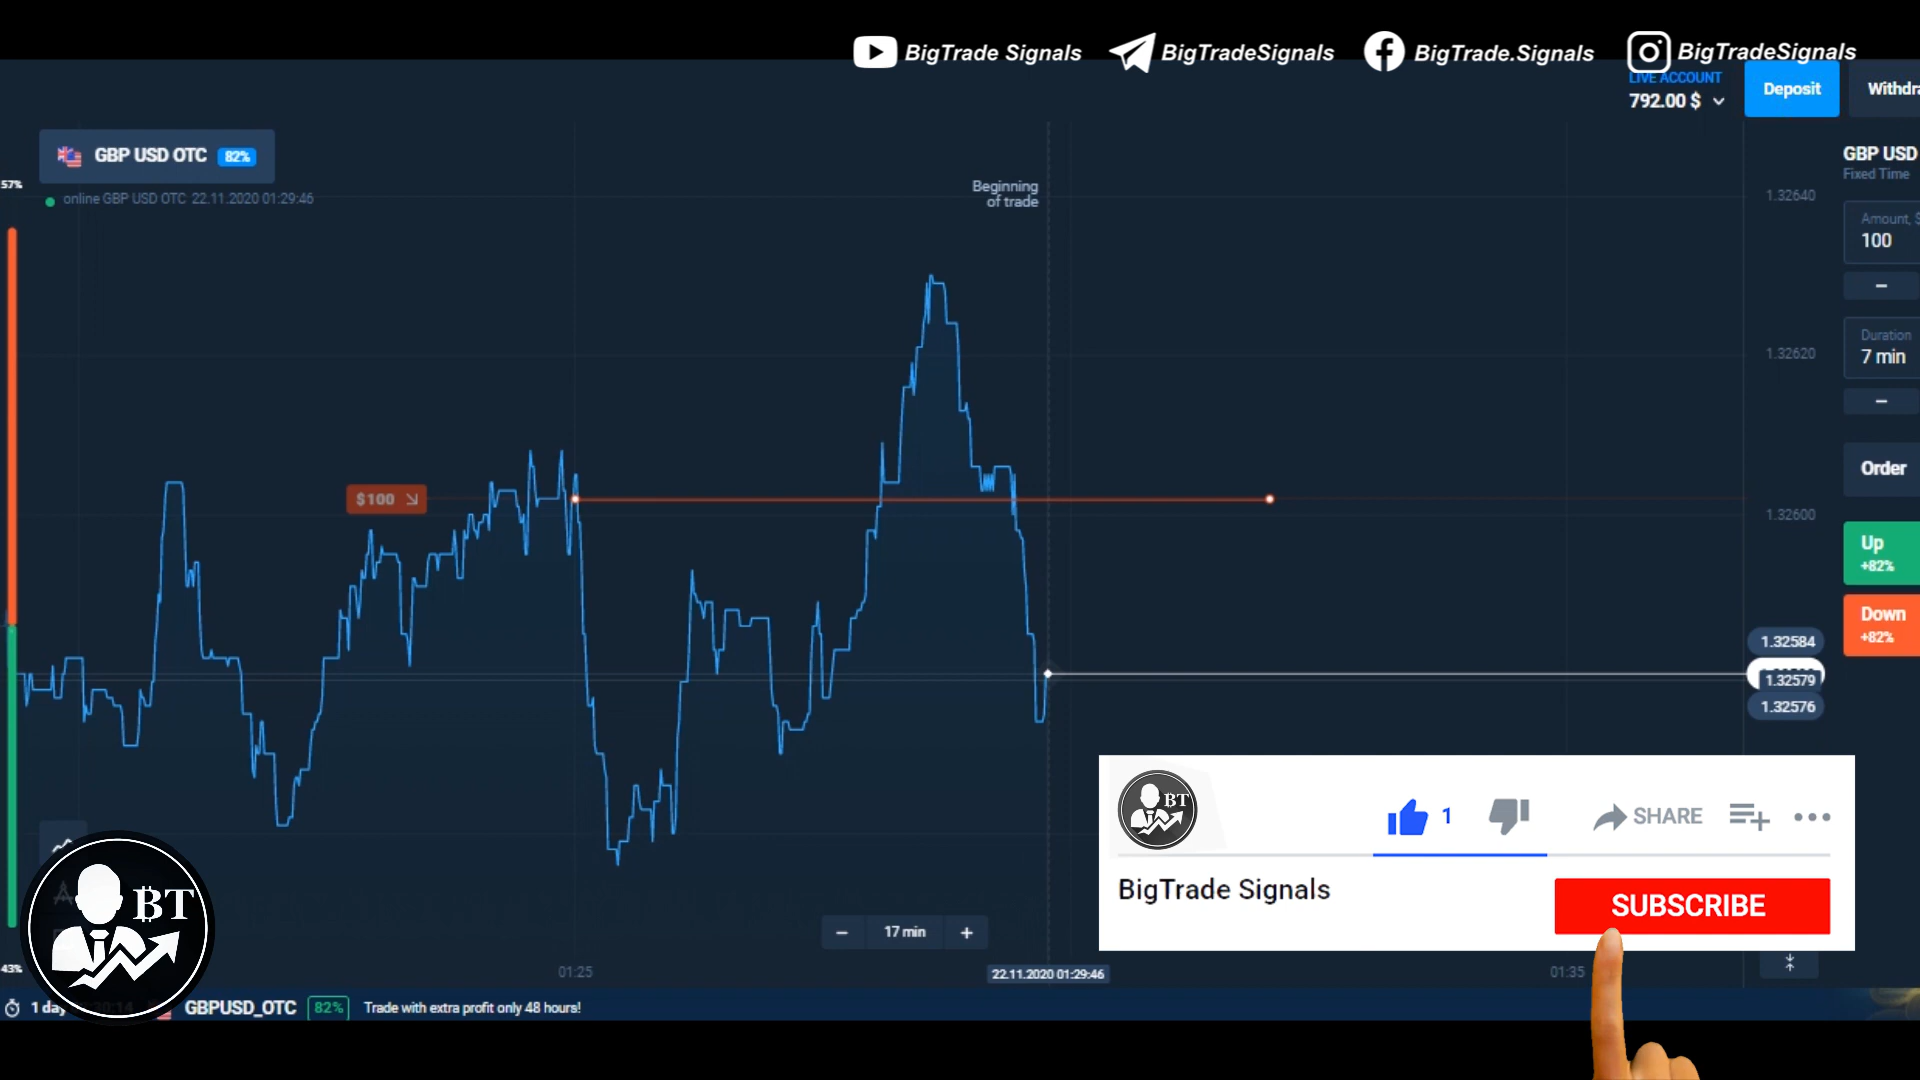 BigTrade Signals
BigTradeSignals
BigTrade.Signals
BigTradeSignals
LIVE ACCOUNT
792.00 $
Deposit
GBP USD OTC 82%
online GBP USD OTC 22.11.2020 01:29:46
57%
Beginning
of trade
1.32640
GBP USD
Fixed Time
Amount,
100
1.32620
Duration
7 min
Order
$100
1.32600
Up
+82%
Down
+82%
1.32584
1.32579
1.32576
BT
1
SHARE
BigTrade Signals
SUBSCRIBE
BT
17 min
43%
01:25
22.11.2020 01:29:46
01:35
GBPUSD_OTC 82% Trade with extra profit only 48 hours!